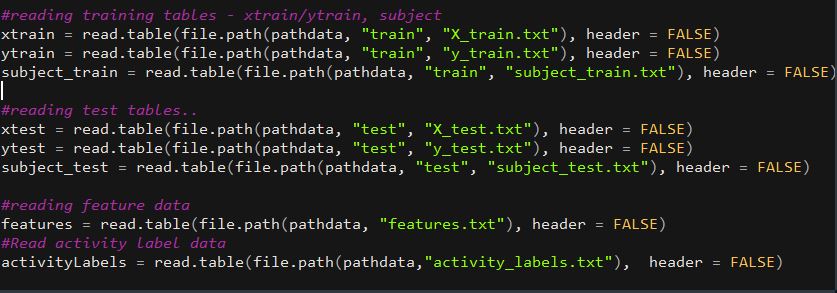 #reading training tables - xtrain/ytrain, subject
xtrain = read.table(file.path(pathdata, "train", "X_train.txt"), header = FALSE)
ytrain = read.table(file.path(pathdata, "train", "y_train.txt"), header = FALSE)
subject_train = read.table(file.path(pathdata, "train", "subject_train.txt"), header = FALSE)
#reading test tables..
xtest = read.table(file.path(pathdata, "test", "X_test.txt"), header = FALSE)
ytest = read.table(file.path(pathdata, "test", "y_test.txt"), header = FALSE)
subject_test = read.table(file.path(pathdata, "test", "subject_test.txt"), header = FALSE)
#reading feature data
features = read.table(file.path(pathdata, "features.txt"), header = FALSE)
#Read activity label data
activityLabels = read.table(file.path(pathdata,"activity_labels.txt"),  header = FALSE)